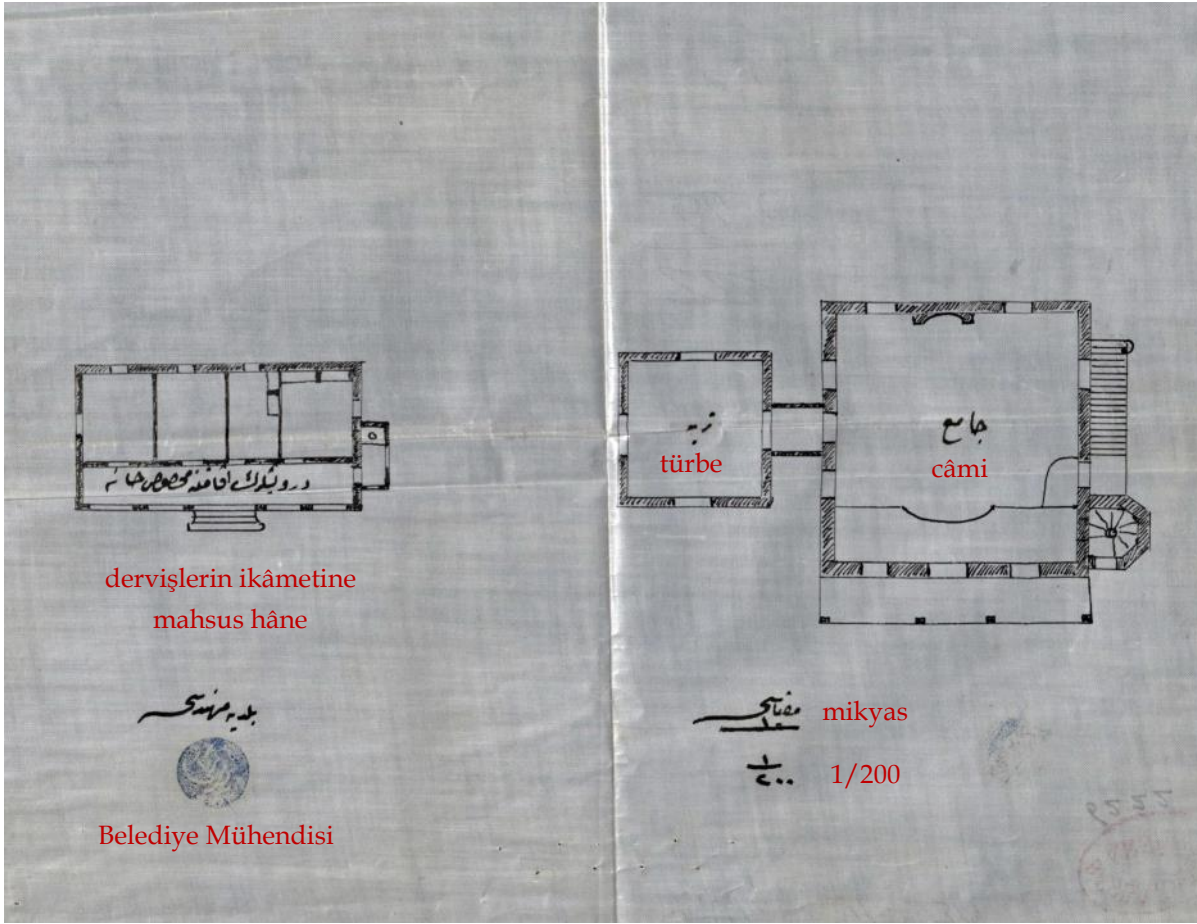 تربه
türbe
جامع
câmi
درویشلرك اقامتنه مخصوص خانه
dervişlerin ikâmetine
mahsus hâne
بلدیه مهندسی
Belediye Mühendisi
مقیاسی
mikyas
١/٢٠٠
1/200